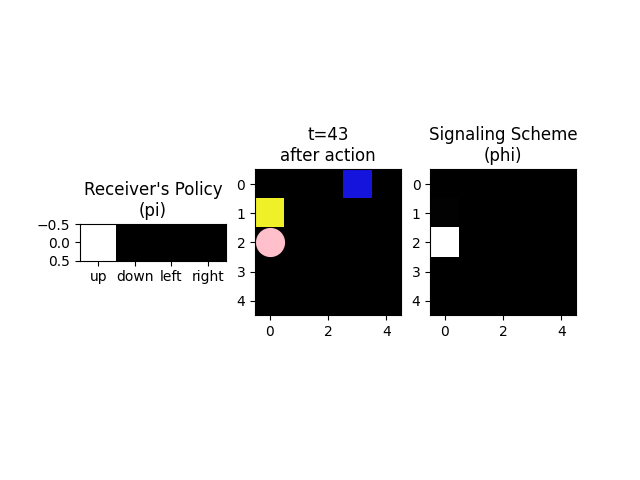 Receiver's Policy
(pi)
−0.5
0.0
0.5
up down left right
t=43
after action
0
1
2
3
4
0 2 4
Signaling Scheme
(phi)
0
1
2
3
4
0 2 4